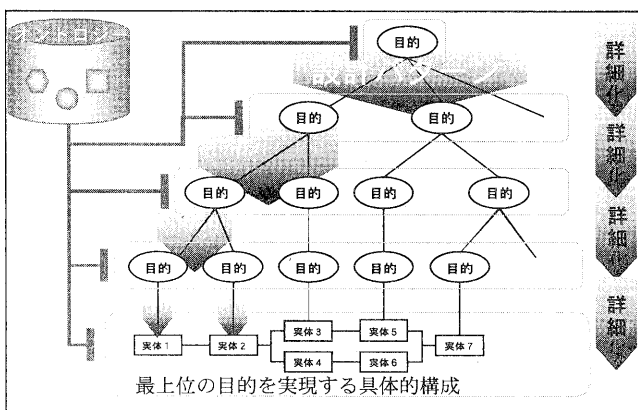 オントロジー
目的
設計パターン
詳細化
目的
目的
詳細化
目的
目的
目的
目的
詳細化
目的
目的
目的
目的
目的
詳細化
実体1
実体2
実体3
実体5
実体7
実体4
実体6
最上位の目的を実現する具体的構成